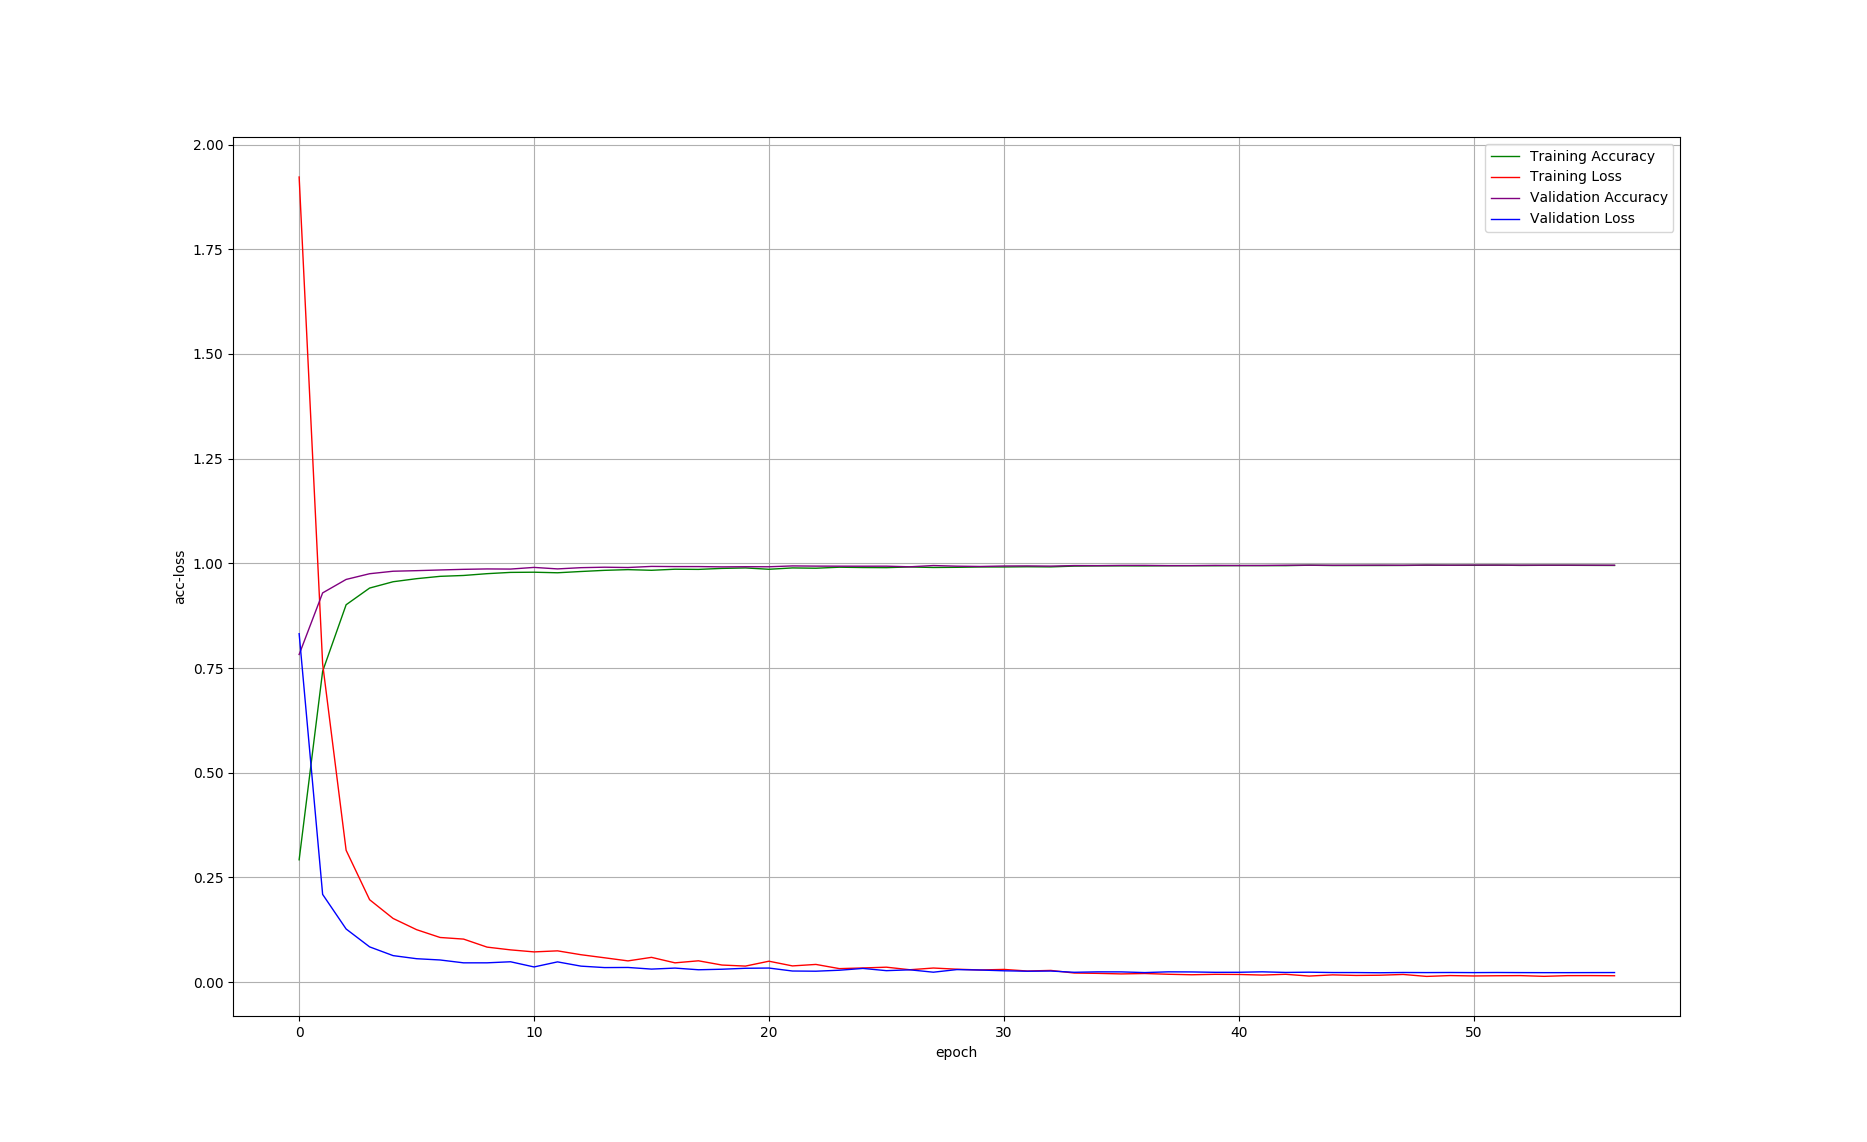 2.00
1.75
1.50
1.25
1.00
0.75
0.50
0.25
0.00
acc-loss
0
10
20
30
40
50
epoch
Training Accuracy
Training Loss
Validation Accuracy
Validation Loss